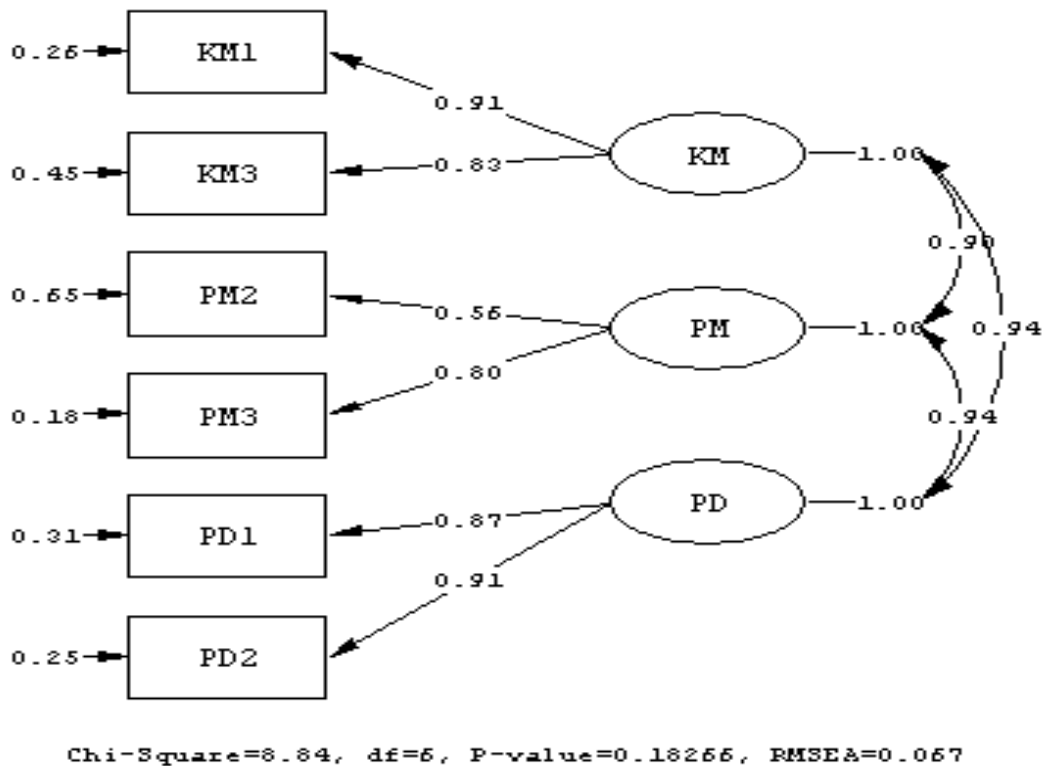 0.26 KM1
0.91
0.45 KM3 0.83 KM 1.00
0.90
0.65 PM2 0.56 PM 1.00 0.94
0.80
0.18 PM3 0.94
0.31 PD1 0.87 PD 1.00
0.91
0.25 PD2
Chi-Square=8.84, df=6, P-value=0.18266, RMSEA=0.067